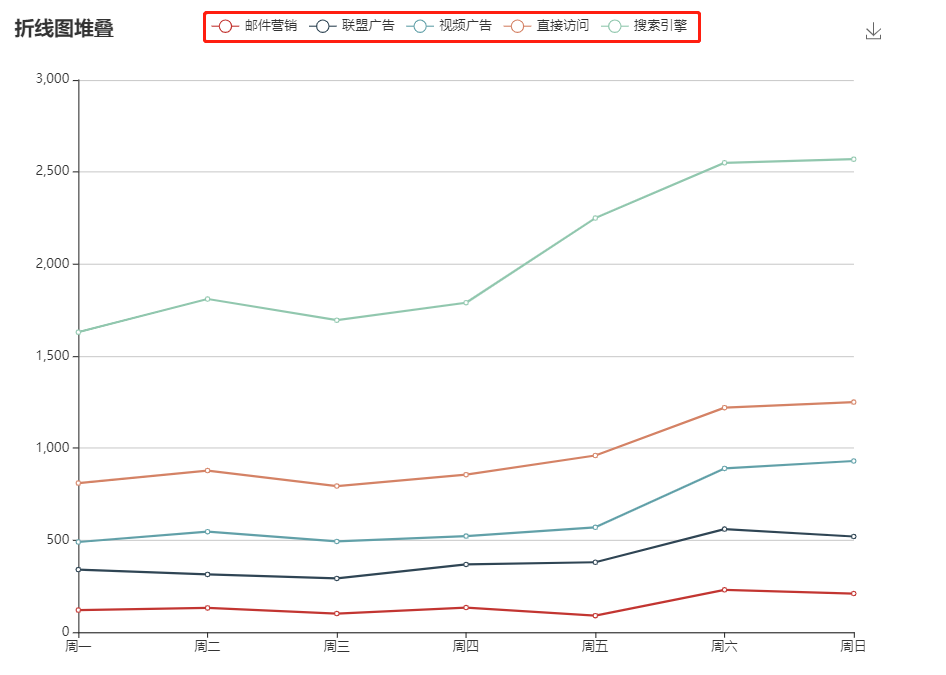 折线图堆叠
邮件营销 联盟广告 视频广告 直接访问 搜索引擎
3,000
2,500
2,000
1,500
1,000
500
0
周一 周二 周三 周四 周五 周六 周日